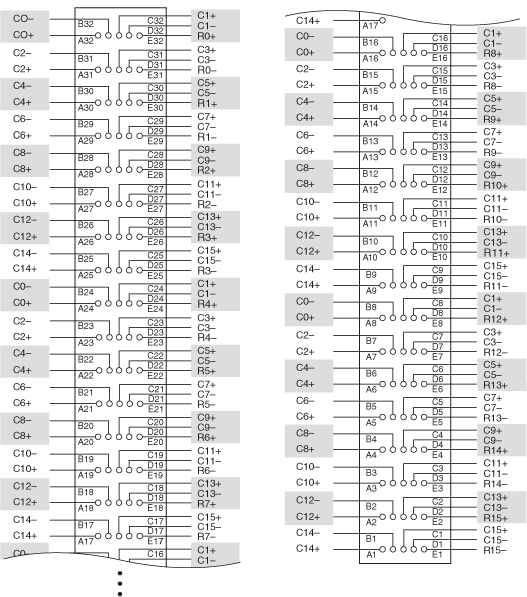 CO− B32 C32 C1+
D32 C1−
CO+ A32 E32 R0+
C2− B31 C31 C3+
D31 C3−
C2+ A31 E31 R0−
C4− B30 C30 C5+
D30 C5−
C4+ A30 E30 R1+
C6− B29 C29 C7+
D29 C7−
C6+ A29 E29 R1−
C8− B28 C28 C9+
D28 C9−
C8+ A28 E28 R2+
C10− B27 C27 C11+
D27 C11−
C10+ A27 E27 R2−
C12− B26 C26 C13+
D26 C13−
C12+ A26 E26 R3+
C14− B25 C25 C15+
D25 C15−
C14+ A25 E25 R3−
C0− B24 C24 C1+
D24 C1−
C0+ A24 E24 R4+
C2− B23 C23 C3+
D23 C3−
C2+ A23 E23 R4−
C4− B22 C22 C5+
D22 C5−
C4+ A22 E22 R5+
C6− B21 C21 C7+
D21 C7−
C6+ A21 E21 R5−
C8− B20 C20 C9+
D20 C9−
C8+ A20 E20 R6+
C10− B19 C19 C11+
D19 C11−
C10+ A19 E19 R6−
C12− B18 C18 C13+
D18 C13−
C12+ A18 E18 R7+
C14− B17 C17 C15+
D17 C15−
C14+ A17 E17 R7−
C0− C16 C1+
C1−
C14+ A17
C0− B16 C16 C1+
D16 C1−
C0+ A16 E16 R8+
C2− B15 C15 C3+
D15 C3−
C2+ A15 E15 R8−
C4− B14 C14 C5+
D14 C5−
C4+ A14 E14 R9+
C6− B13 C13 C7+
D13 C7−
C6+ A13 E13 R9−
C8− B12 C12 C9+
D12 C9−
C8+ A12 E12 R10+
C10− B11 C11 C11+
D11 C11−
C10+ A11 E11 R10−
C12− B10 C10 C13+
D10 C13−
C12+ A10 E10 R11+
C14− B9 C9 C15+
D9 C15−
C14+ A9 E9 R11−
C0− B8 C8 C1+
D8 C1−
C0+ A8 E8 R12+
C2− B7 C7 C3+
D7 C3−
C2+ A7 E7 R12−
C4− B6 C6 C5+
D6 C5−
C4+ A6 E6 R13+
C6− B5 C5 C7+
D5 C7−
C6+ A5 E5 R13−
C8− B4 C4 C9+
D4 C9−
C8+ A4 E4 R14+
C10− B3 C3 C11+
D3 C11−
C10+ A3 E3 R14−
C12− B2 C2 C13+
D2 C13−
C12+ A2 E2 R15+
C14− B1 C1 C15+
D1 C15−
C14+ A1 E1 R15−